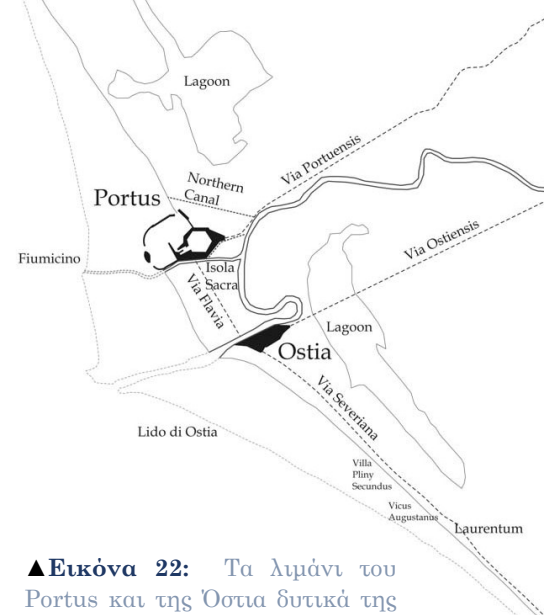 Lagoon
Via Portuensis
Northern
Canal
Portus
Via Ostiensis
Fiumicino
Isola
Sacra
Via Flavia
Lagoon
Ostia
Via Severiana
Lido di Ostia
Villa
Pliny
Secundus
Vicus
Augustanus
Laurentum
▲Εικόνα 22: Τα λιμάνι του
Portus και της Όστια δυτικά της